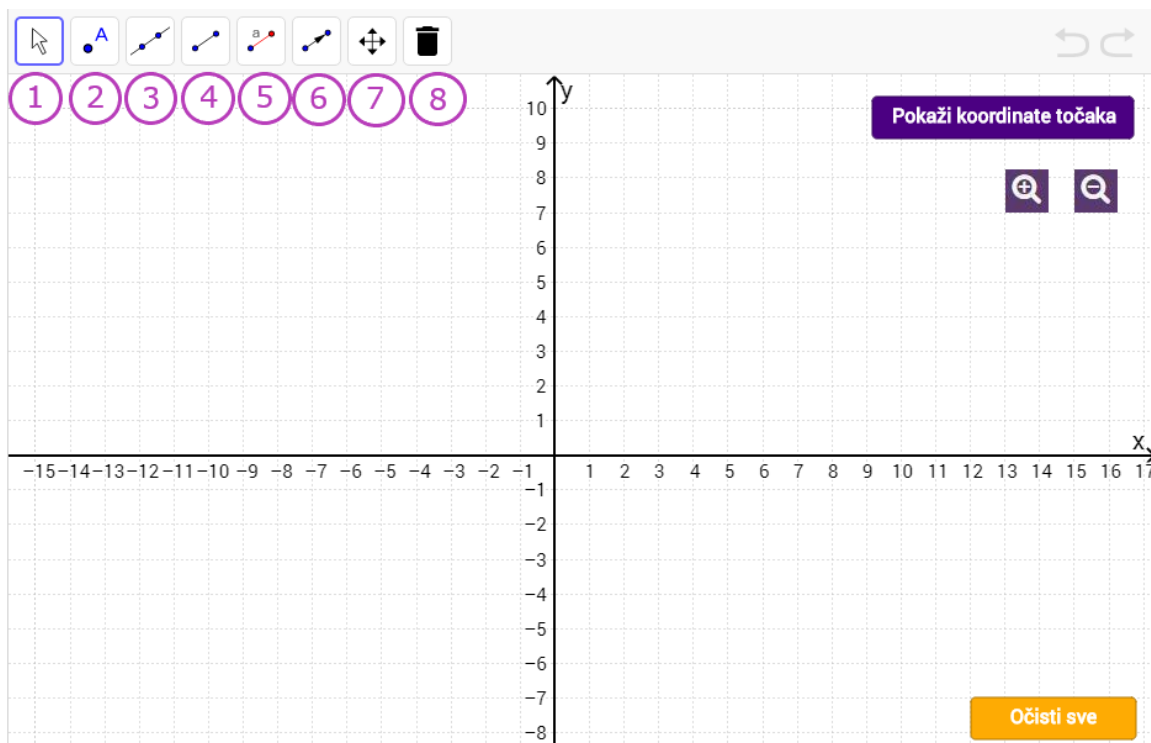 A
a
1 2 3 4 5 6 7 8
y
Pokaži koordinate točaka
10
9
8
7
6
5
4
3
2
1
x
−15 −14 −13 −12 −11 −10 −9 −8 −7 −6 −5 −4 −3 −2 −1 1 2 3 4 5 6 7 8 9 10 11 12 13 14 15 16 17
−1
−2
−3
−4
−5
−6
−7
Očisti sve
−8